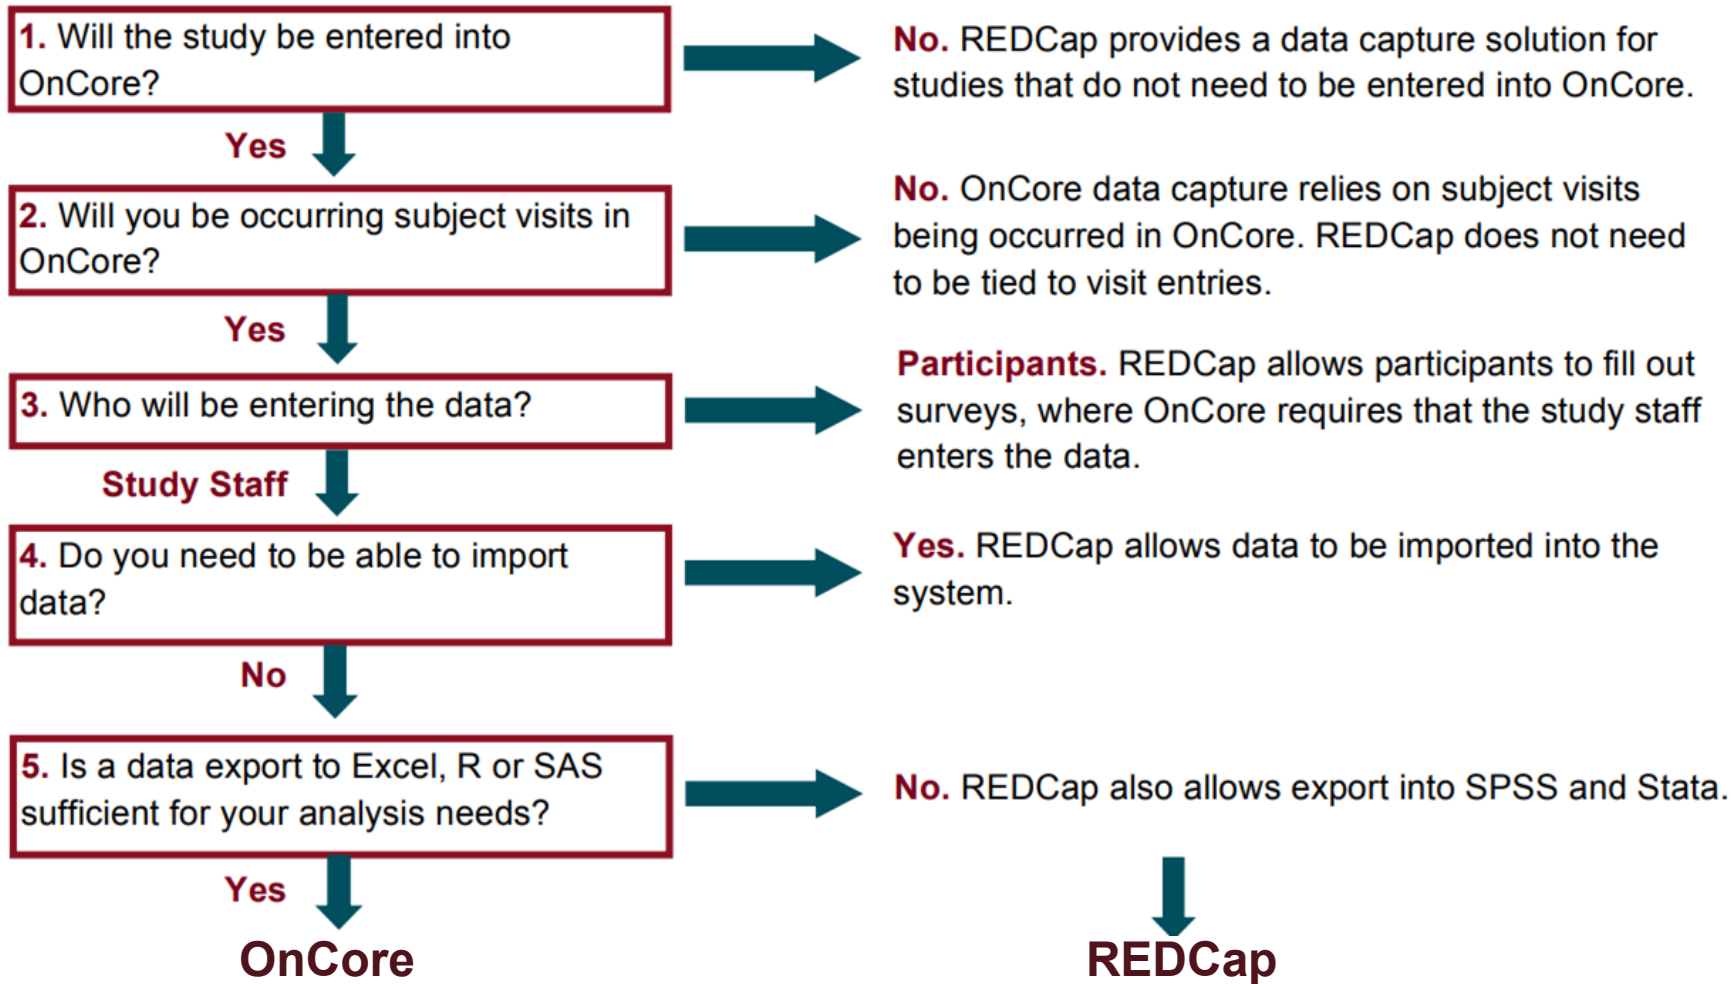 1. Will the study be entered into
OnCore?
No. REDCap provides a data capture solution for
studies that do not need to be entered into OnCore.
Yes
2. Will you be occurring subject visits in
OnCore?
No. OnCore data capture relies on subject visits
being occurred in OnCore. REDCap does not need
to be tied to visit entries.
Yes
3. Who will be entering the data?
Participants. REDCap allows participants to fill out
surveys, where OnCore requires that the study staff
enters the data.
Study Staff
4. Do you need to be able to import
data?
Yes. REDCap allows data to be imported into the
system.
No
5. Is a data export to Excel, R or SAS
sufficient for your analysis needs?
No. REDCap also allows export into SPSS and Stata.
Yes
OnCore
REDCap